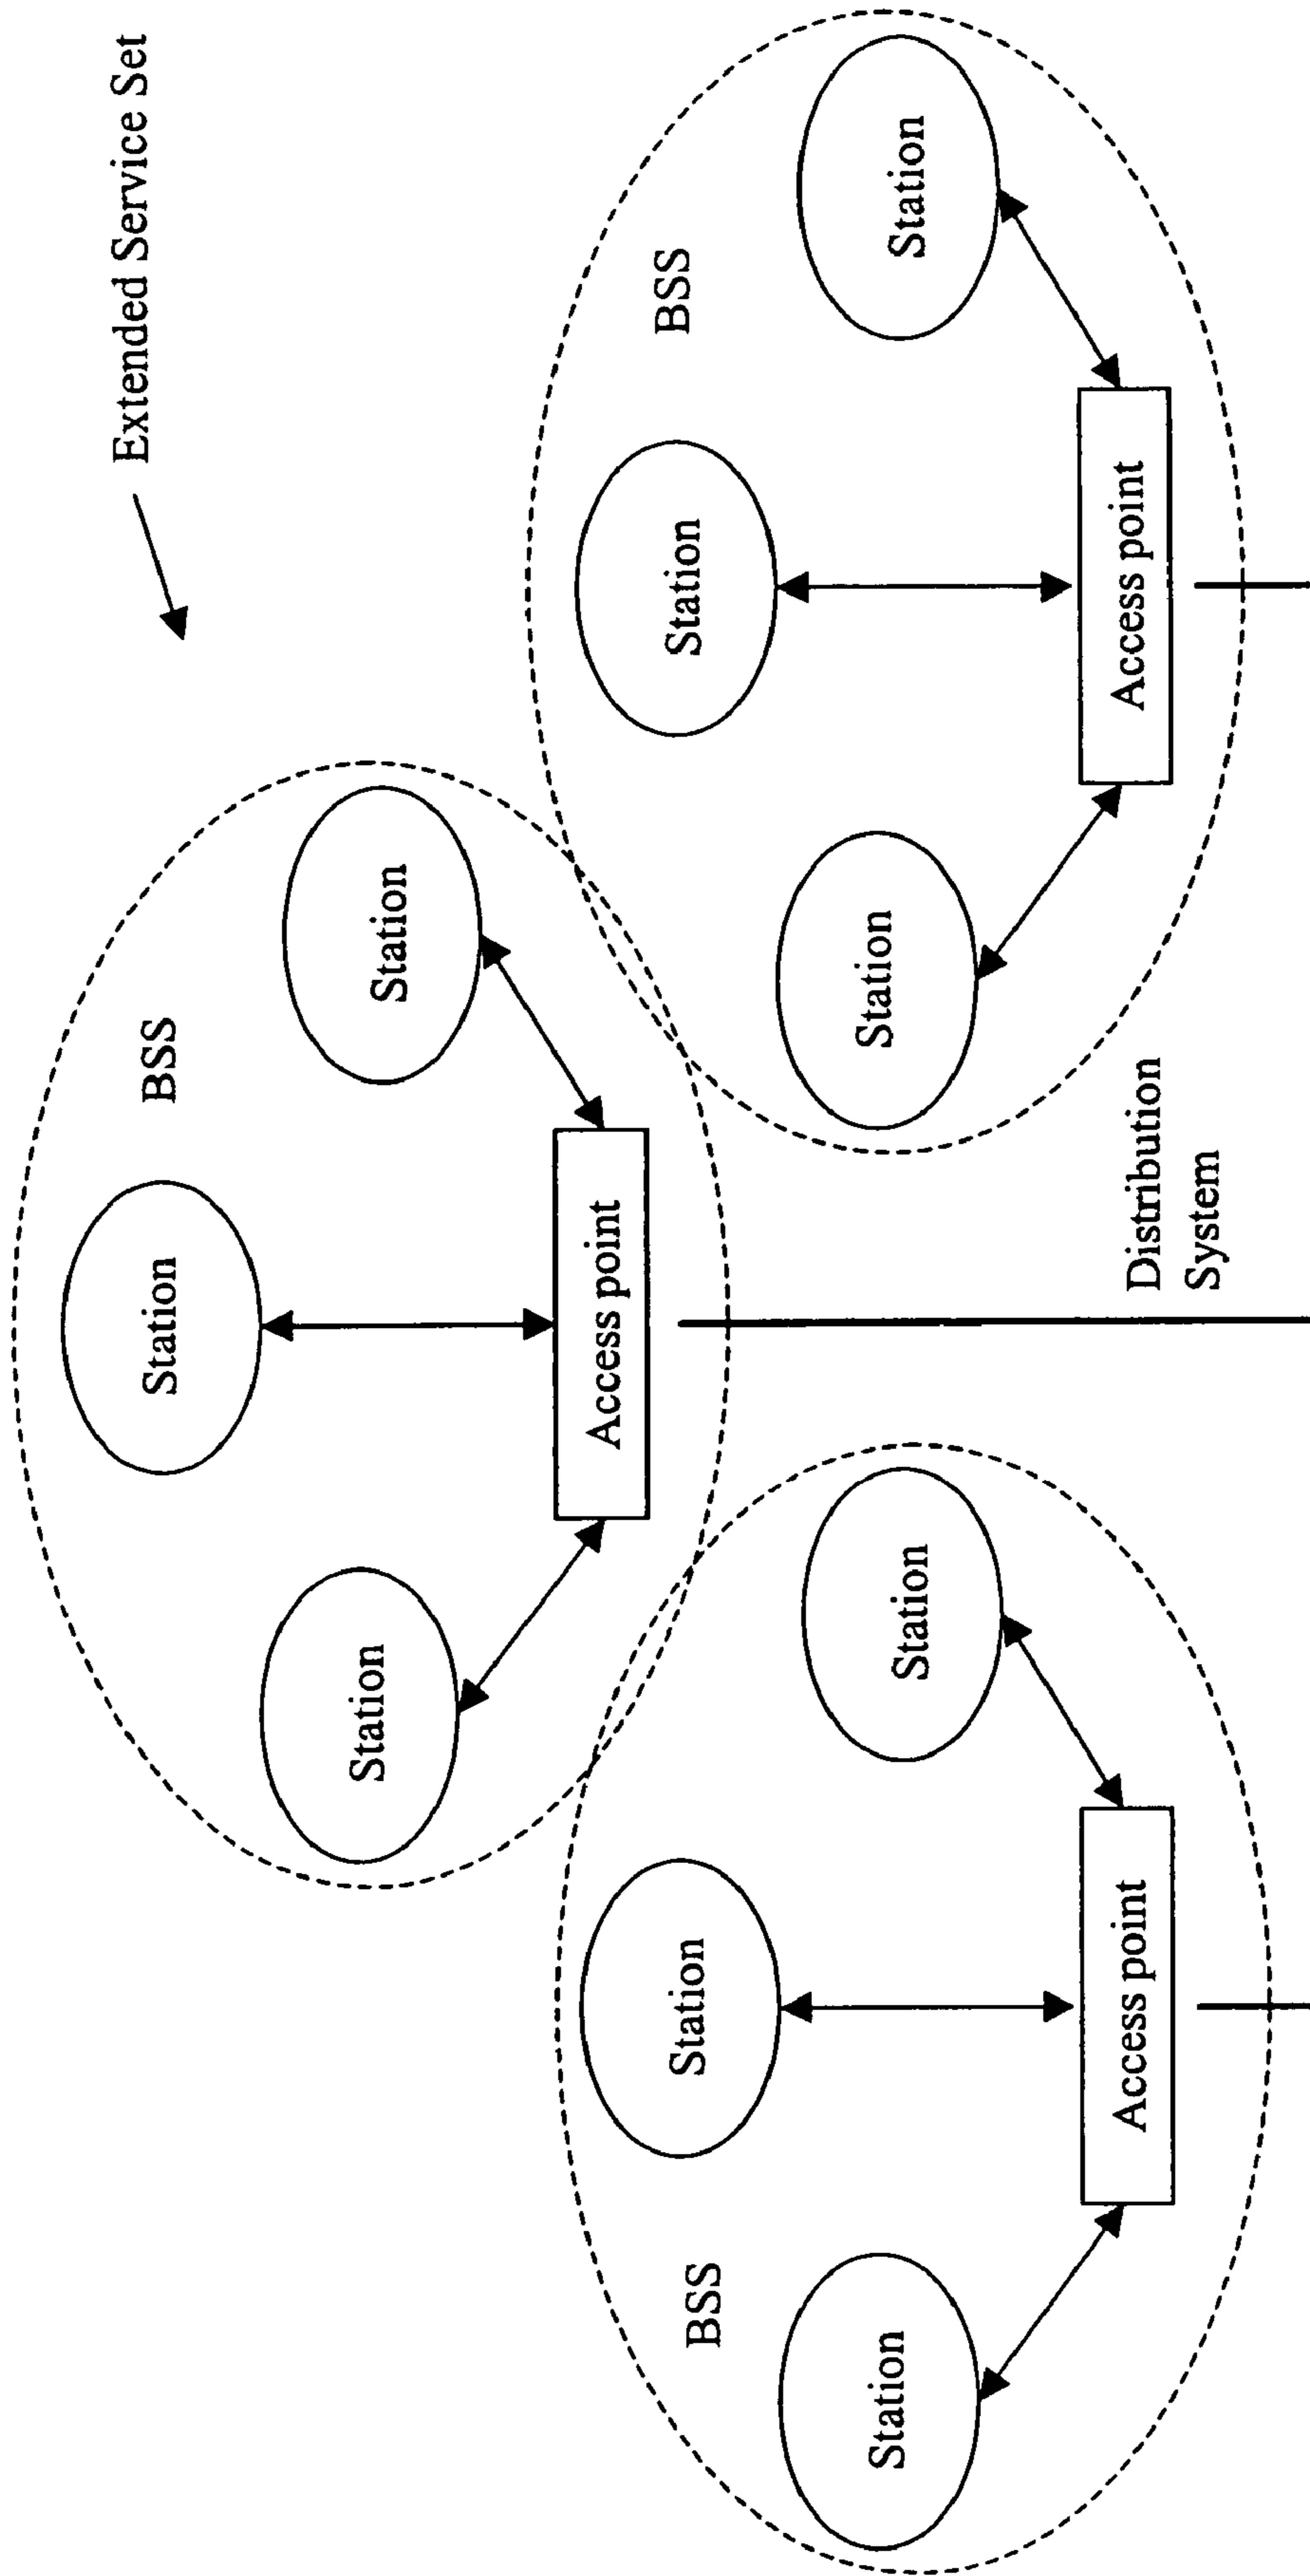 Extended Service Set
Station
BSS
Station
Station
Access point
BSS
Station
Station
BSS
Station
Station
Station
Station
Access point
Distribution
System
Access point